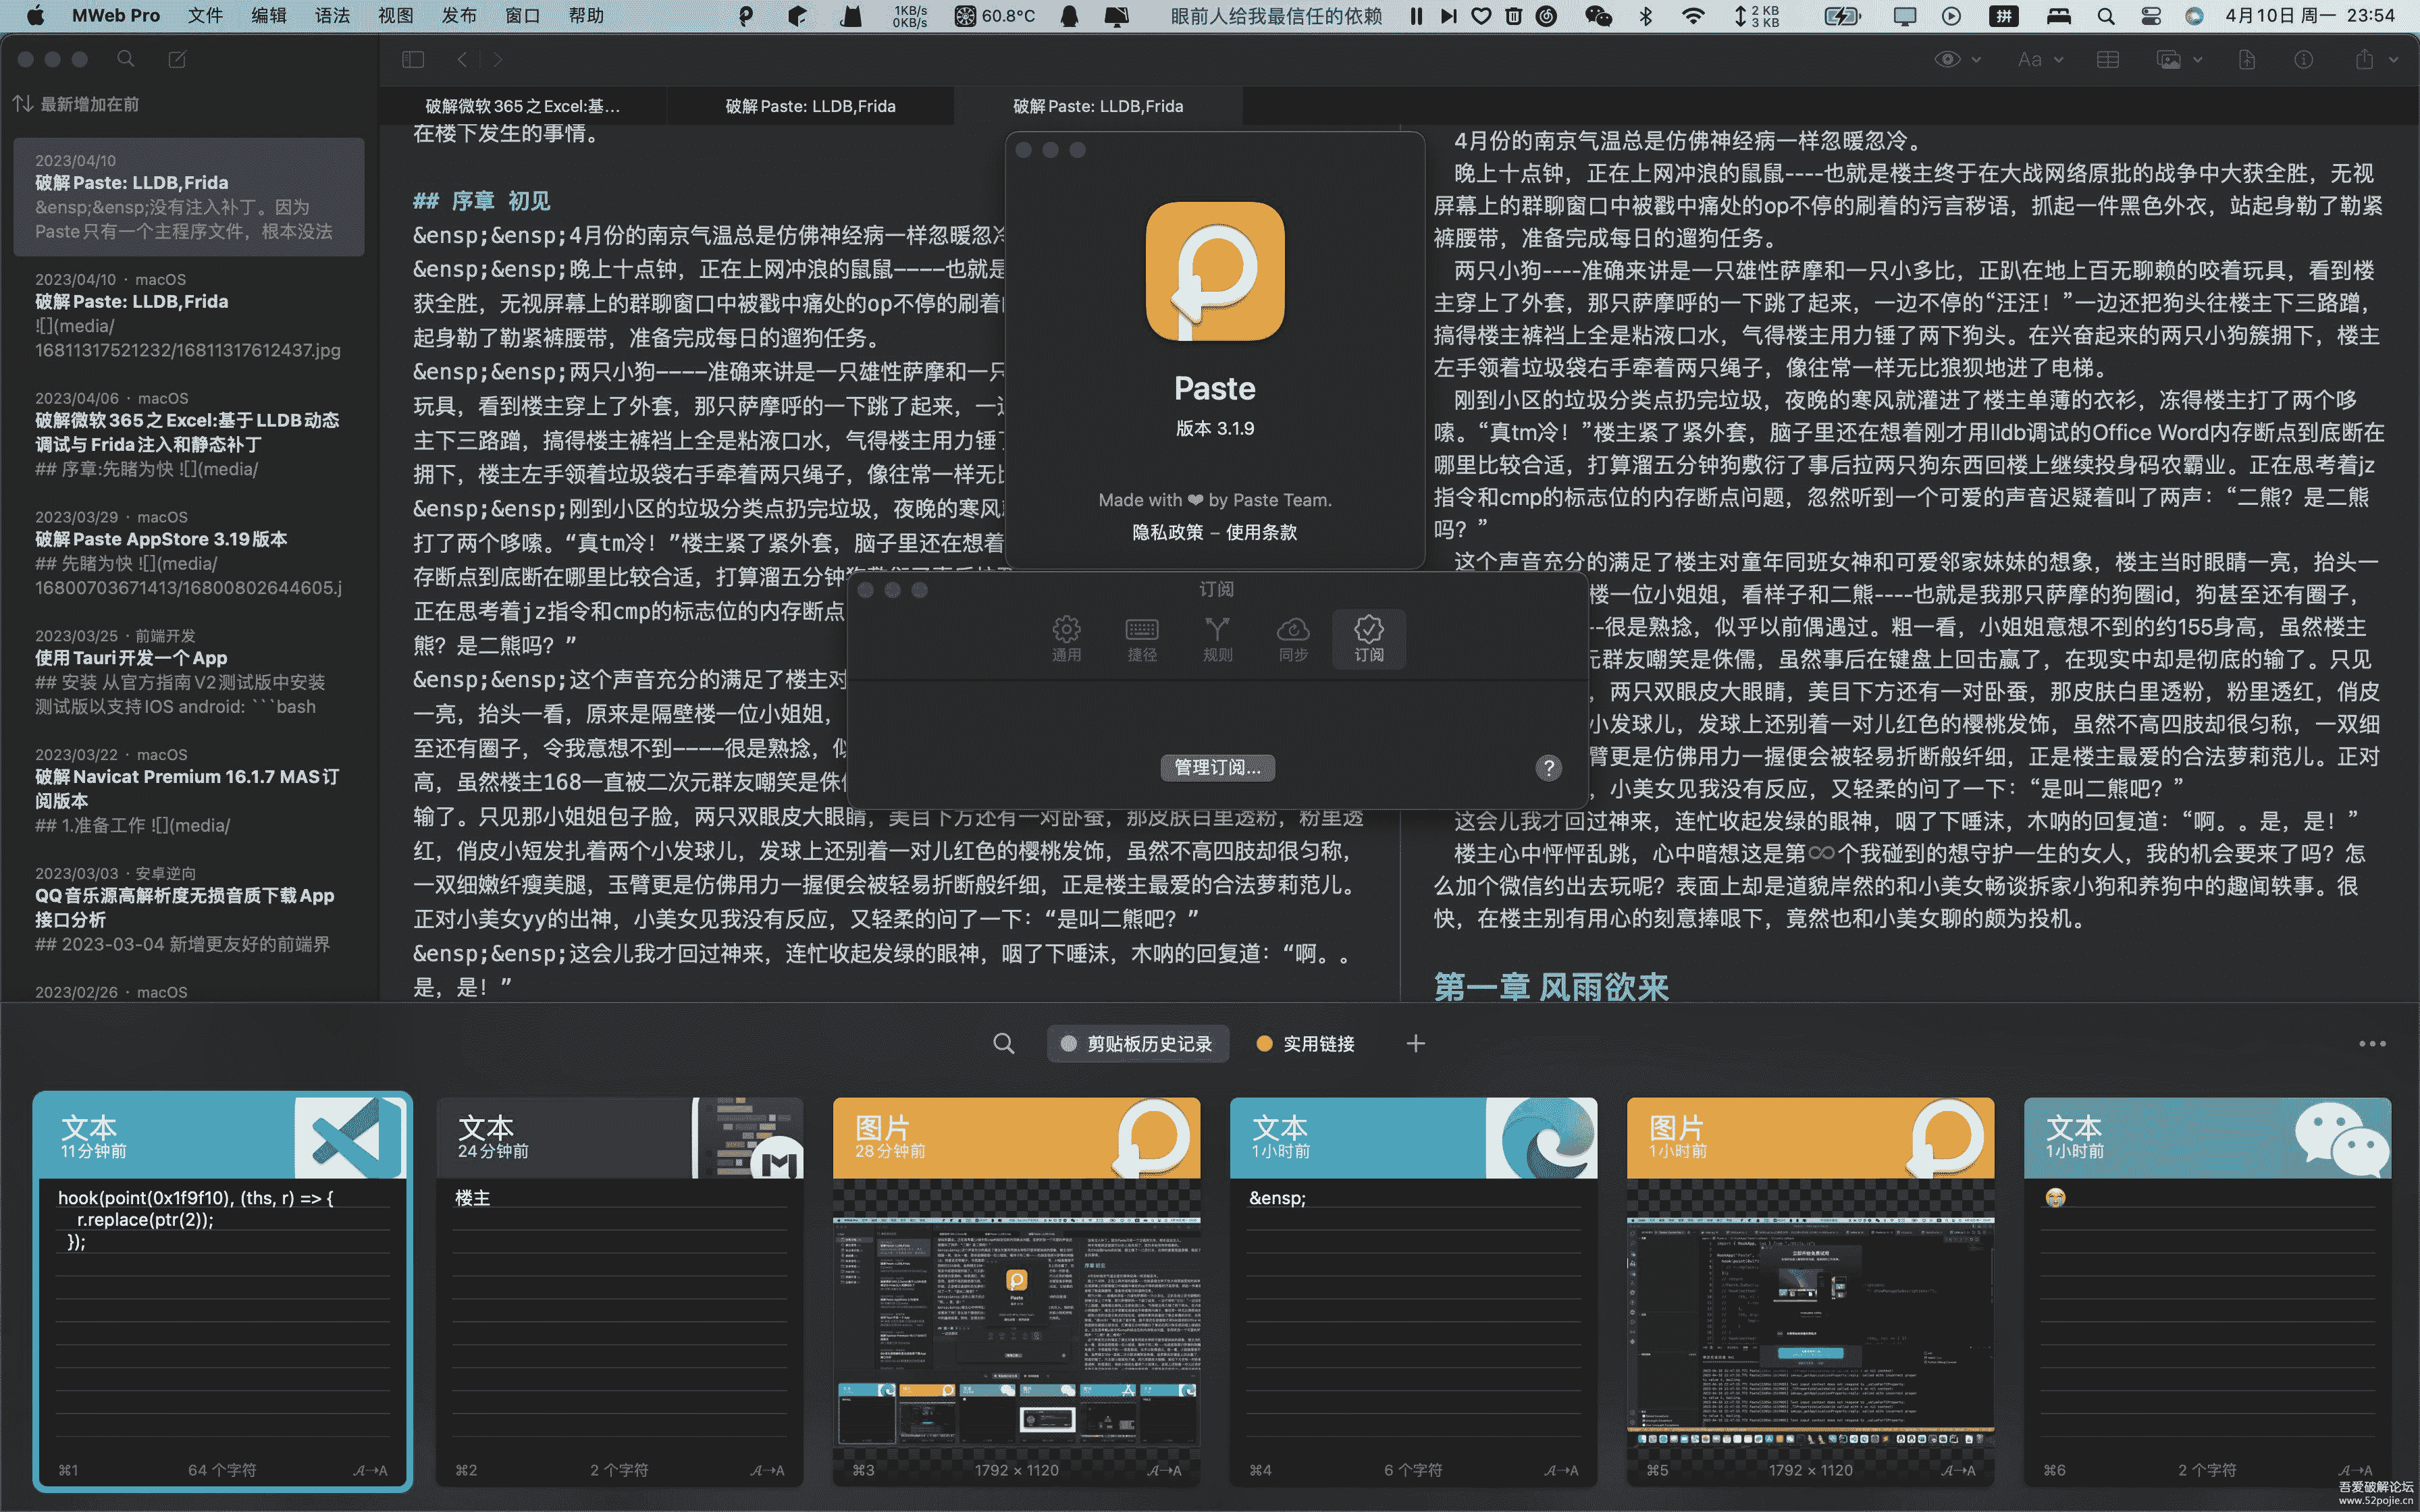 MWeb Pro 文件 编辑 语法 视图 发布 窗口 帮助
1KB/s
0KB/s
60.8°C
眼前人给我最信任的依赖
2 KB
3 KB
拼
4月10日 周一 23:54
最新增加在前
2023/04/10
破解Paste: LLDB,Frida
&ensp;&ensp;没有注入补丁。因为
Paste只有一个主程序文件，根本没法
2023/04/10 · macOS
破解Paste: LLDB,Frida
![](media/
16811317521232/16811317612437.jpg
2023/04/06 · macOS
破解微软365之Excel:基于LLDB动态
调试与Frida注入和静态补丁
## 序章:先睹为快 ![](media/
2023/03/29 · macOS
破解Paste AppStore 3.19版本
## 先睹为快 ![](media/
16800703671413/16800802644605.j
2023/03/25 · 前端开发
使用Tauri开发一个App
## 安装 从官方指南V2测试版中安装
测试版以支持IOS android: ```bash
2023/03/22 · macOS
破解Navicat Premium 16.1.7 MAS订
阅版本
## 1.准备工作 ![](media/
2023/03/03 · 安卓逆向
QQ音乐源高解析度无损音质下载App
接口分析
## 2023-03-04 新增更友好的前端界
2023/02/26 · macOS
Aa
破解微软365之Excel:基...
破解Paste: LLDB,Frida
破解Paste: LLDB,Frida
在楼下发生的事情。
## 序章 初见
&ensp;&ensp;4月份的南京气温总是仿佛神经病一样忽暖忽冷
&ensp;&ensp;晚上十点钟，正在上网冲浪的鼠鼠----也就是
获全胜，无视屏幕上的群聊窗口中被戳中痛处的op不停的刷着
起身勒了勒紧裤腰带，准备完成每日的遛狗任务。
&ensp;&ensp;两只小狗----准确来讲是一只雄性萨摩和一只
玩具，看到楼主穿上了外套，那只萨摩呼的一下跳了起来，一边
主下三路蹭，搞得楼主裤裆上全是粘液口水，气得楼主用力锤了
拥下，楼主左手领着垃圾袋右手牵着两只绳子，像往常一样无比
&ensp;&ensp;刚到小区的垃圾分类点扔完垃圾，夜晚的寒风
打了两个哆嗦。“真tm冷！”楼主紧了紧外套，脑子里还在想着
存断点到底断在哪里比较合适，打算溜五分钟狗敷衍了事后拉
正在思考着jz指令和cmp的标志位的内存断点
熊？是二熊吗？”
&ensp;&ensp;这个声音充分的满足了楼主对
一亮，抬头一看，原来是隔壁楼一位小姐姐，
至还有圈子，令我意想不到----很是熟捻，似
高，虽然楼主168一直被二次元群友嘲笑是侏
输了。只见那小姐姐包子脸，两只双眼皮大眼睛，美目下方还有一对卧蚕，那皮肤白里透粉，粉里透
红，俏皮小短发扎着两个小发球儿，发球上还别着一对儿红色的樱桃发饰，虽然不高四肢却很匀称，
一双细嫩纤瘦美腿，玉臂更是仿佛用力一握便会被轻易折断般纤细，正是楼主最爱的合法萝莉范儿。
正对小美女yy的出神，小美女见我没有反应，又轻柔的问了一下：“是叫二熊吧？”
&ensp;&ensp;这会儿我才回过神来，连忙收起发绿的眼神，咽了下唾沫，木呐的回复道：“啊。。
是，是！”
Paste
版本 3.1.9
Made with ❤ by Paste Team.
隐私政策 – 使用条款
订阅
通用
捷径
规则
同步
订阅
管理订阅...
?
4月份的南京气温总是仿佛神经病一样忽暖忽冷。
晚上十点钟，正在上网冲浪的鼠鼠----也就是楼主终于在大战网络原批的战争中大获全胜，无视
屏幕上的群聊窗口中被戳中痛处的op不停的刷着的污言秽语，抓起一件黑色外衣，站起身勒了勒紧
裤腰带，准备完成每日的遛狗任务。
两只小狗----准确来讲是一只雄性萨摩和一只小多比，正趴在地上百无聊赖的咬着玩具，看到楼
主穿上了外套，那只萨摩呼的一下跳了起来，一边不停的“汪汪！”一边还把狗头往楼主下三路蹭，
搞得楼主裤裆上全是粘液口水，气得楼主用力锤了两下狗头。在兴奋起来的两只小狗簇拥下，楼主
左手领着垃圾袋右手牵着两只绳子，像往常一样无比狼狈地进了电梯。
刚到小区的垃圾分类点扔完垃圾，夜晚的寒风就灌进了楼主单薄的衣衫，冻得楼主打了两个哆
嗦。“真tm冷！”楼主紧了紧外套，脑子里还在想着刚才用lldb调试的Office Word内存断点到底断在
哪里比较合适，打算溜五分钟狗敷衍了事后拉两只狗东西回楼上继续投身码农霸业。正在思考着jz
指令和cmp的标志位的内存断点问题，忽然听到一个可爱的声音迟疑着叫了两声：“二熊？是二熊
吗？”
这个声音充分的满足了楼主对童年同班女神和可爱邻家妹妹的想象，楼主当时眼睛一亮，抬头一
楼一位小姐姐，看样子和二熊----也就是我那只萨摩的狗圈id，狗甚至还有圈子，
--很是熟捻，似乎以前偶遇过。粗一看，小姐姐意想不到的约155身高，虽然楼主
元群友嘲笑是侏儒，虽然事后在键盘上回击赢了，在现实中却是彻底的输了。只见
，两只双眼皮大眼睛，美目下方还有一对卧蚕，那皮肤白里透粉，粉里透红，俏皮
小发球儿，发球上还别着一对儿红色的樱桃发饰，虽然不高四肢却很匀称，一双细
臂更是仿佛用力一握便会被轻易折断般纤细，正是楼主最爱的合法萝莉范儿。正对
，小美女见我没有反应，又轻柔的问了一下：“是叫二熊吧？”
这会儿我才回过神来，连忙收起发绿的眼神，咽了下唾沫，木呐的回复道：“啊。。是，是！”
楼主心中怦怦乱跳，心中暗想这是第♾个我碰到的想守护一生的女人，我的机会要来了吗？怎
么加个微信约出去玩呢？表面上却是道貌岸然的和小美女畅谈拆家小狗和养狗中的趣闻轶事。很
快，在楼主别有用心的刻意捧哏下，竟然也和小美女聊的颇为投机。
第一章 风雨欲来
剪贴板历史记录
实用链接
文本
11分钟前
hook(point(0x1f9f10), (ths, r) => {
r.replace(ptr(2));
});
⌘1 64 个字符 A→A
文本
24分钟前
楼主
⌘2 2 个字符 A→A
图片
28分钟前
⌘3 1792 × 1120 A→A
文本
1小时前
&ensp;
⌘4 6 个字符 A→A
图片
1小时前
⌘5 1792 × 1120 A→A
文本
1小时前
😭
⌘6 2 个字符 A→A
吾爱破解论坛
www.52pojie.cn